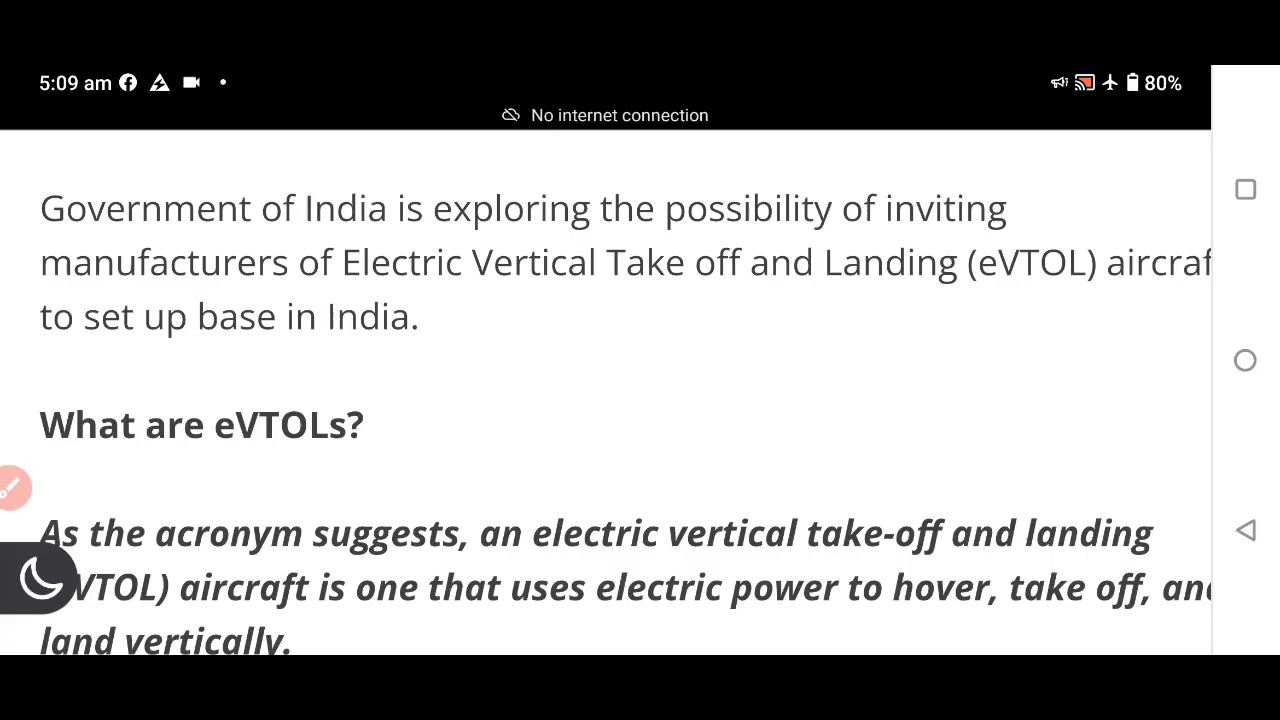 5:09 am
80%
No internet connection
Government of India is exploring the possibility of inviting
manufacturers of Electric Vertical Take off and Landing (eVTOL) aircraf
to set up base in India.
What are eVTOLs?
As the acronym suggests, an electric vertical take-off and landing
VTOL) aircraft is one that uses electric power to hover, take off, and
land vertically.